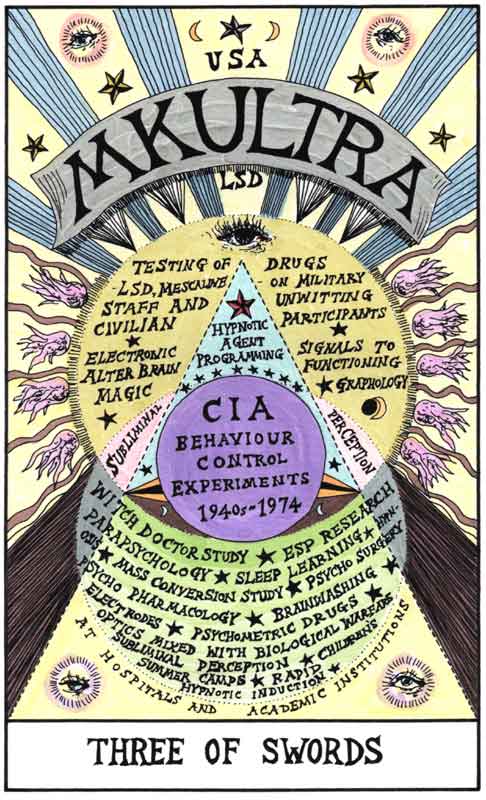 USA
MKULTRA
LSD
TESTING OF DRUGS
-LSD, MESCALINE - ON MILITARY
STAFF AND UNWITTING
CIVILIAN PARTICIPANTS
HYPNOTIC
AGENT
PROGRAMMING
ELECTRONIC SIGNALS TO
ALTER BRAIN FUNCTIONING
MAGIC GRAPHOLOGY
SUBLIMINAL PERCEPTION
CIA
BEHAVIOUR
CONTROL
EXPERIMENTS
1940s-1974
WITCH DOCTOR STUDY ★ ESP RESEARCH
PARAPSYCHOLOGY ★ SLEEP LEARNING ★ HYPN-
OSIS ★ MASS CONVERSION STUDY ★ PSYCHO SURGERY
PSYCHO PHARMACOLOGY ★ BRAINWASHING ★
ELECTRODES ★ PSYCHOMETRIC DRUGS ★
OPTICS MIXED WITH BIOLOGICAL WAREFARE
SUBLIMINAL PERCEPTION ★ CHILDREN'S
SUMMER CAMPS ★ RAPID
HYPNOTIC INDUCTION ★
AT HOSPITALS AND ACADEMIC INSTITUTIONS
THREE OF SWORDS